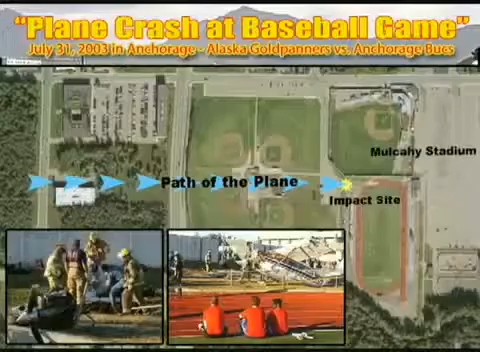 "Plane Crash at Baseball Game"
July 31, 2003 in Anchorage - Alaska Goldpanners vs. Anchorage Bucs
Mulcahy Stadium
Path of the Plane
Impact Site